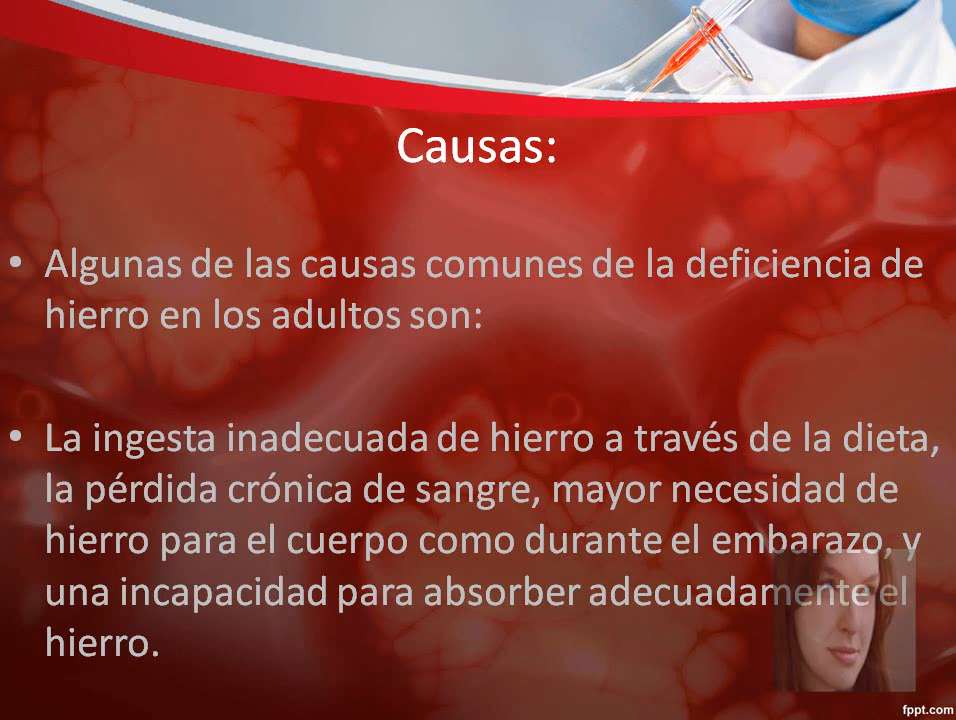 Causas:
• Algunas de las causas comunes de la deficiencia de
hierro en los adultos son:
• La ingesta inadecuada de hierro a través de la dieta,
la pérdida crónica de sangre, mayor necesidad de
hierro para el cuerpo como durante el embarazo, y
una incapacidad para absorber adecuadamente el
hierro.
fppt.com